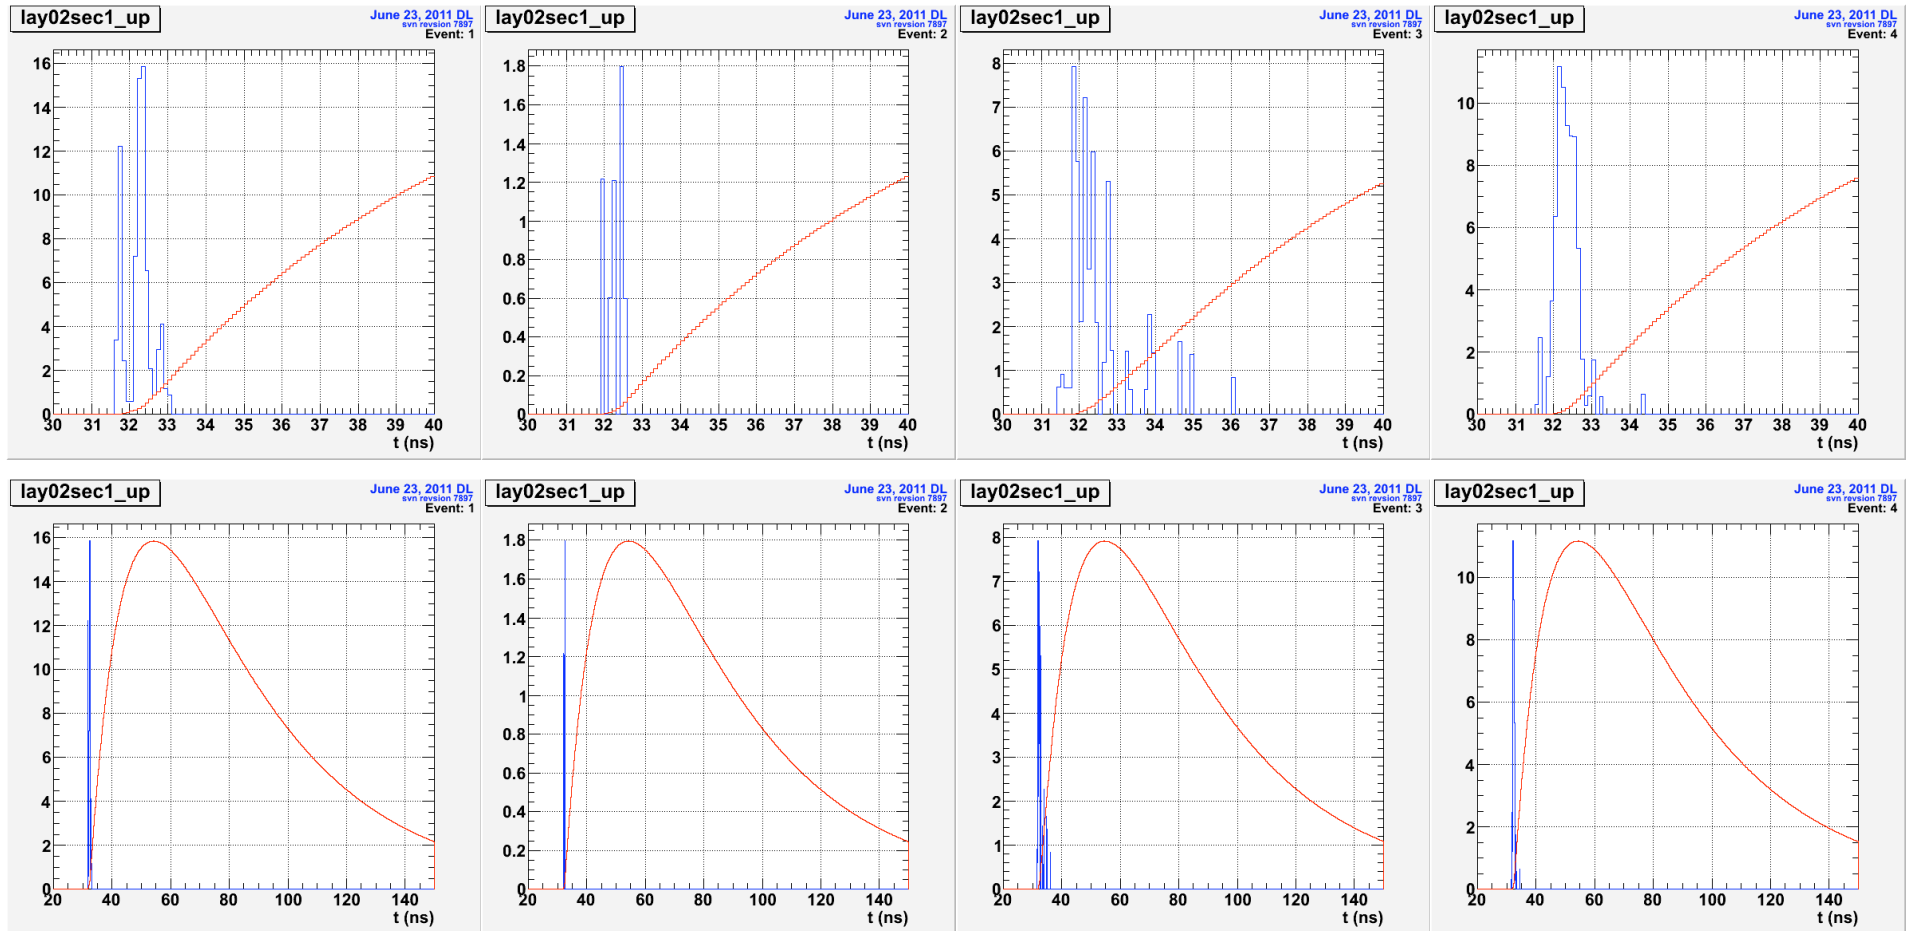 lay02sec1_up
June 23, 2011 DL
svn revsion 7897
Event: 1
16
14
12
10
8
6
4
2
0
30 31 32 33 34 35 36 37 38 39 40
t (ns)
lay02sec1_up
June 23, 2011 DL
svn revsion 7897
Event: 2
1.8
1.6
1.4
1.2
1
0.8
0.6
0.4
0.2
0
30 31 32 33 34 35 36 37 38 39 40
t (ns)
lay02sec1_up
June 23, 2011 DL
svn revsion 7897
Event: 3
8
7
6
5
4
3
2
1
0
30 31 32 33 34 35 36 37 38 39 40
t (ns)
lay02sec1_up
June 23, 2011 DL
svn revsion 7897
Event: 4
10
8
6
4
2
0
30 31 32 33 34 35 36 37 38 39 40
t (ns)
lay02sec1_up
June 23, 2011 DL
svn revsion 7897
Event: 1
16
14
12
10
8
6
4
2
0
20 40 60 80 100 120 140
t (ns)
lay02sec1_up
June 23, 2011 DL
svn revsion 7897
Event: 2
1.8
1.6
1.4
1.2
1
0.8
0.6
0.4
0.2
0
20 40 60 80 100 120 140
t (ns)
lay02sec1_up
June 23, 2011 DL
svn revsion 7897
Event: 3
8
7
6
5
4
3
2
1
0
20 40 60 80 100 120 140
t (ns)
lay02sec1_up
June 23, 2011 DL
svn revsion 7897
Event: 4
10
8
6
4
2
0
20 40 60 80 100 120 140
t (ns)